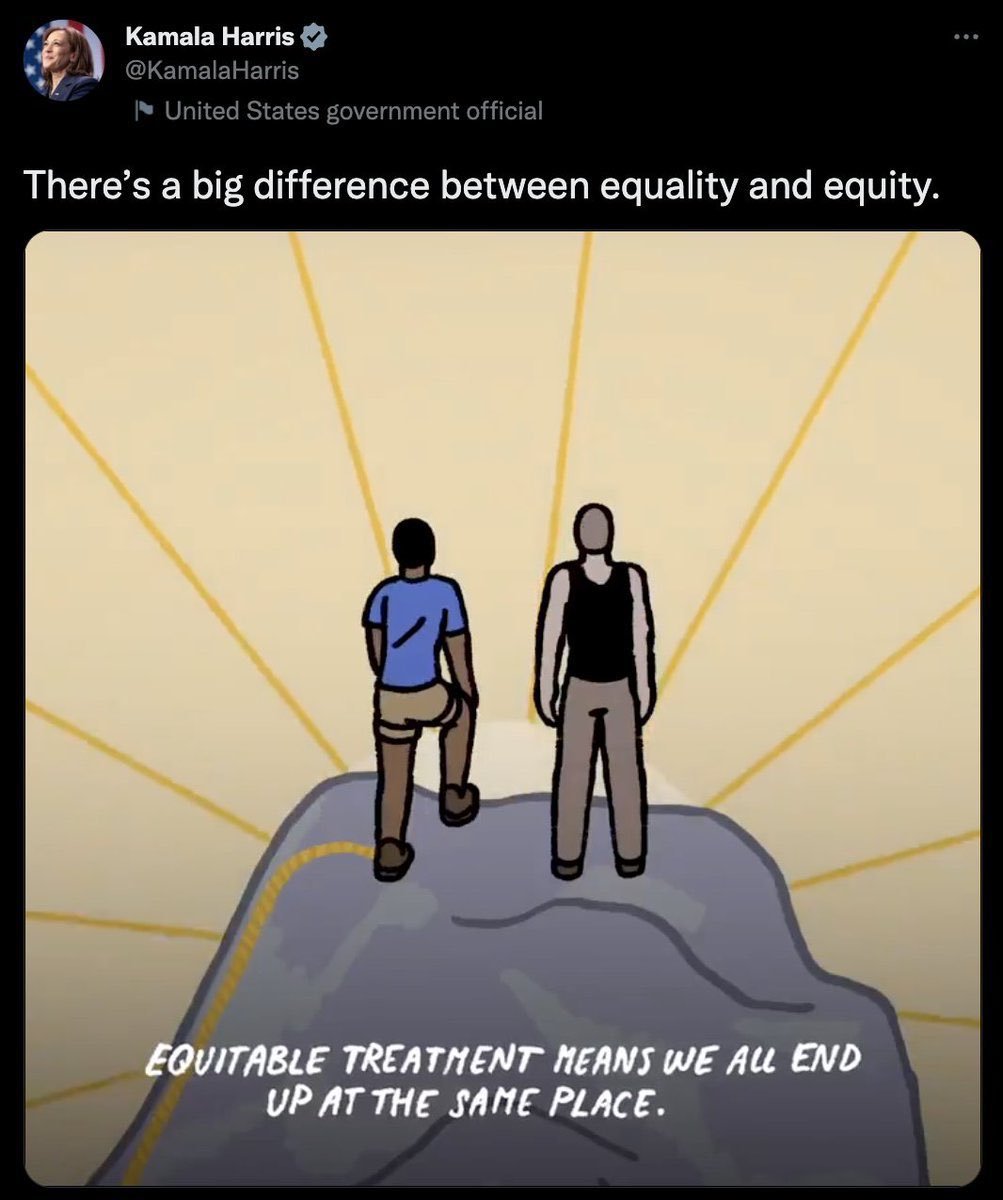 Kamala Harris
@KamalaHarris
United States government official
There’s a big difference between equality and equity.
EQUITABLE TREATMENT MEANS WE ALL END
UP AT THE SAME PLACE.